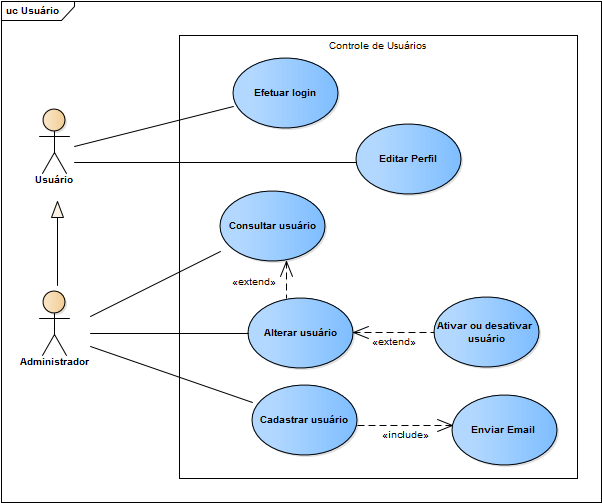 uc Usuário
Controle de Usuários
Efetuar login
Editar Perfil
Usuário
Consultar usuário
«extend»
Alterar usuário
Ativar ou desativar
usuário
«extend»
Administrador
Cadastrar usuário
«include»
Enviar Email